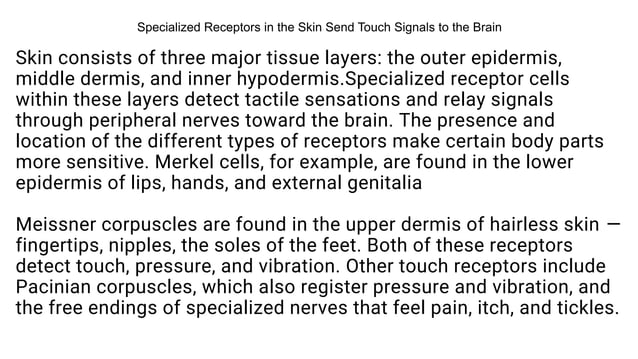 Specialized Receptors in the Skin Send Touch Signals to the Brain
Skin consists of three major tissue layers: the outer epidermis,
middle dermis, and inner hypodermis.Specialized receptor cells
within these layers detect tactile sensations and relay signals
through peripheral nerves toward the brain. The presence and
location of the different types of receptors make certain body parts
more sensitive. Merkel cells, for example, are found in the lower
epidermis of lips, hands, and external genitalia
Meissner corpuscles are found in the upper dermis of hairless skin —
fingertips, nipples, the soles of the feet. Both of these receptors
detect touch, pressure, and vibration. Other touch receptors include
Pacinian corpuscles, which also register pressure and vibration, and
the free endings of specialized nerves that feel pain, itch, and tickles.